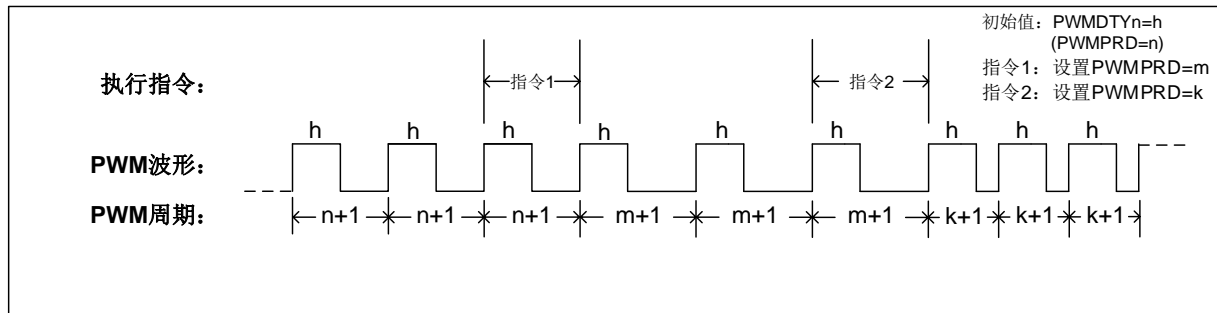 初始值：PWMDTYn=h
(PWMPRD=n)
指令1：设置PWMPRD=m
指令2：设置PWMPRD=k
执行指令：
指令1
指令2
PWM波形：
h h h h h h h h h
PWM周期：
n+1 n+1 n+1 m+1 m+1 m+1 k+1 k+1 k+1